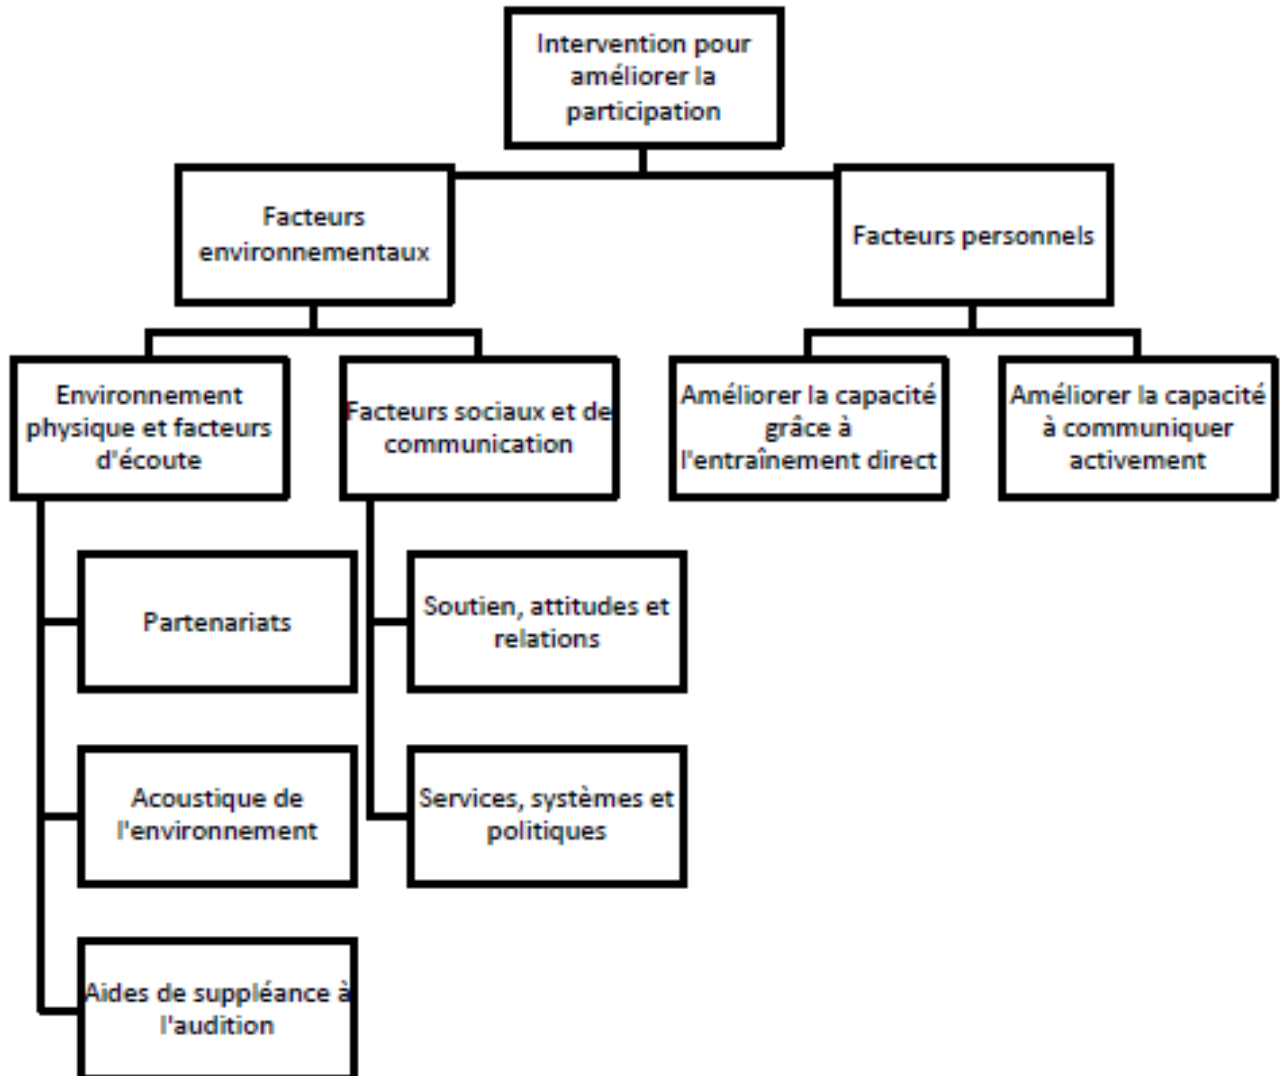 Intervention pour
améliorer la
participation
Facteurs
environnementaux
Facteurs personnels
Environnement
physique et facteurs
d'écoute
Facteurs sociaux et de
communication
Améliorer la capacité
grâce à
l'entraînement direct
Améliorer la capacité
à communiquer
activement
Partenariats
Soutien, attitudes et
relations
Acoustique de
l'environnement
Services, systèmes et
politiques
Aides de suppléance à
l'audition